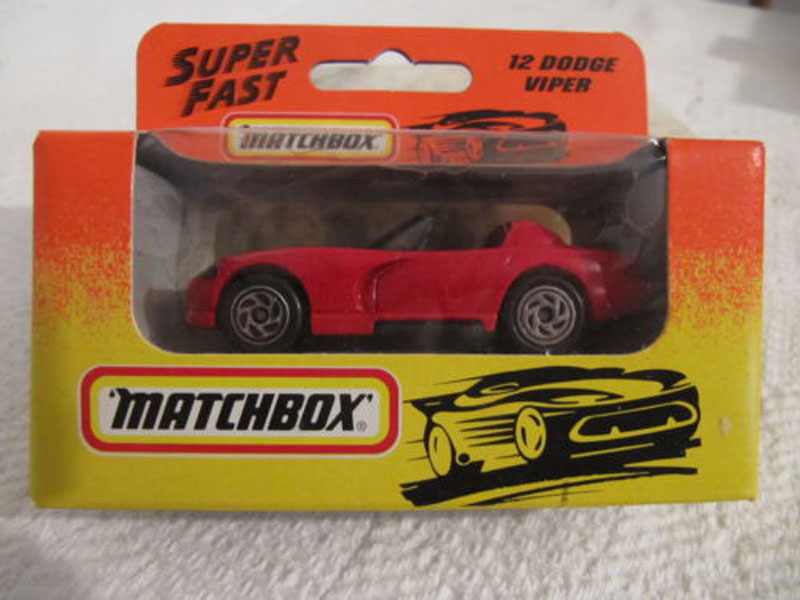 SUPER
FAST
12 DODGE
VIPER
'MATCHBOX'
'MATCHBOX'®